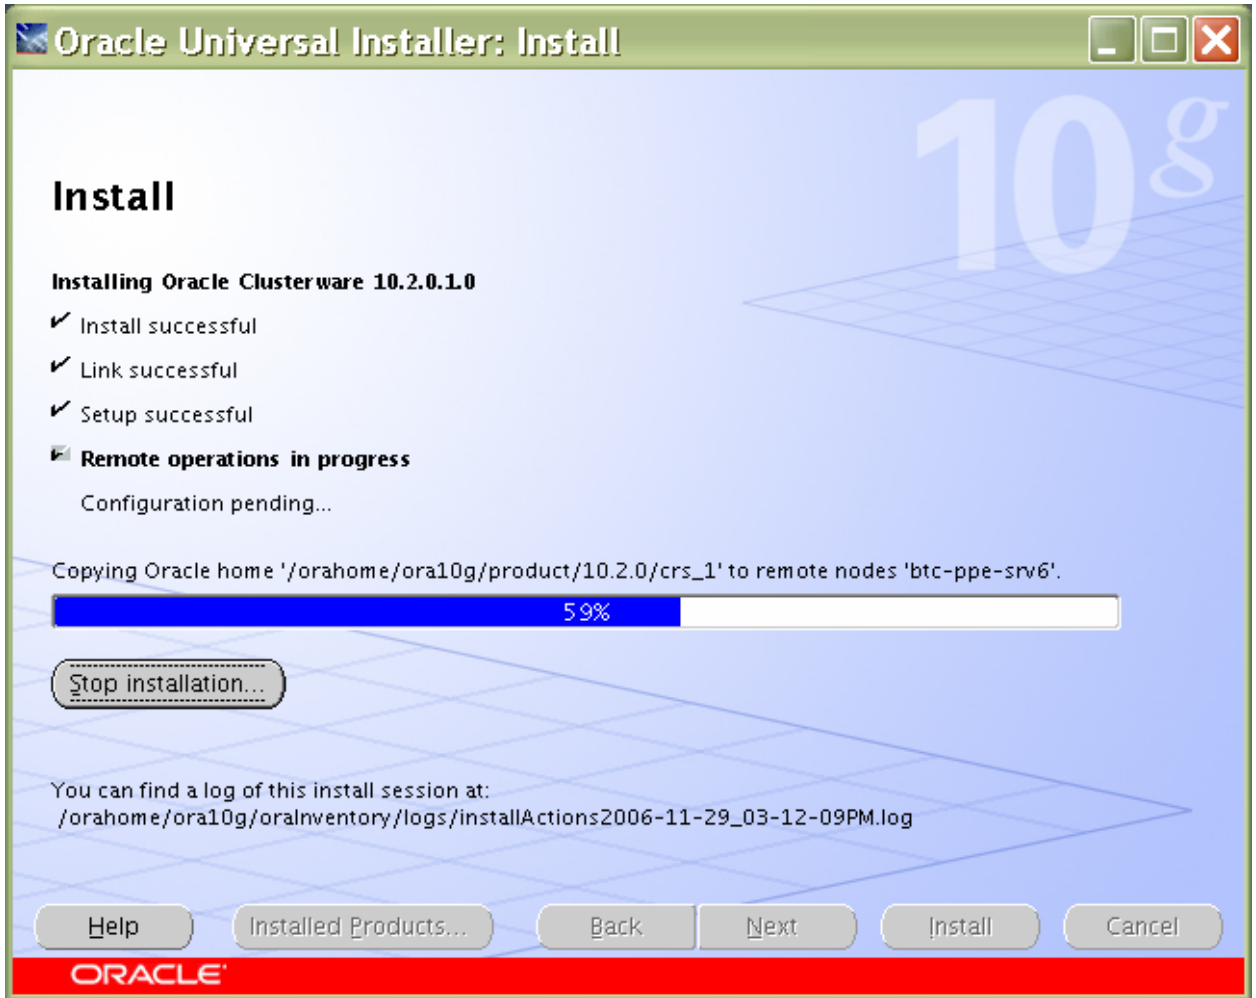 Oracle Universal Installer: Install
10g
Install
Installing Oracle Clusterware 10.2.0.1.0
Install successful
Link successful
Setup successful
Remote operations in progress
Configuration pending...
Copying Oracle home '/orahome/ora10g/product/10.2.0/crs_1' to remote nodes 'btc-ppe-srv6'.
59%
Stop installation...
You can find a log of this install session at:
/orahome/ora10g/oraInventory/logs/installActions2006-11-29_03-12-09PM.log
Help Installed Products... Back Next Install Cancel
ORACLE